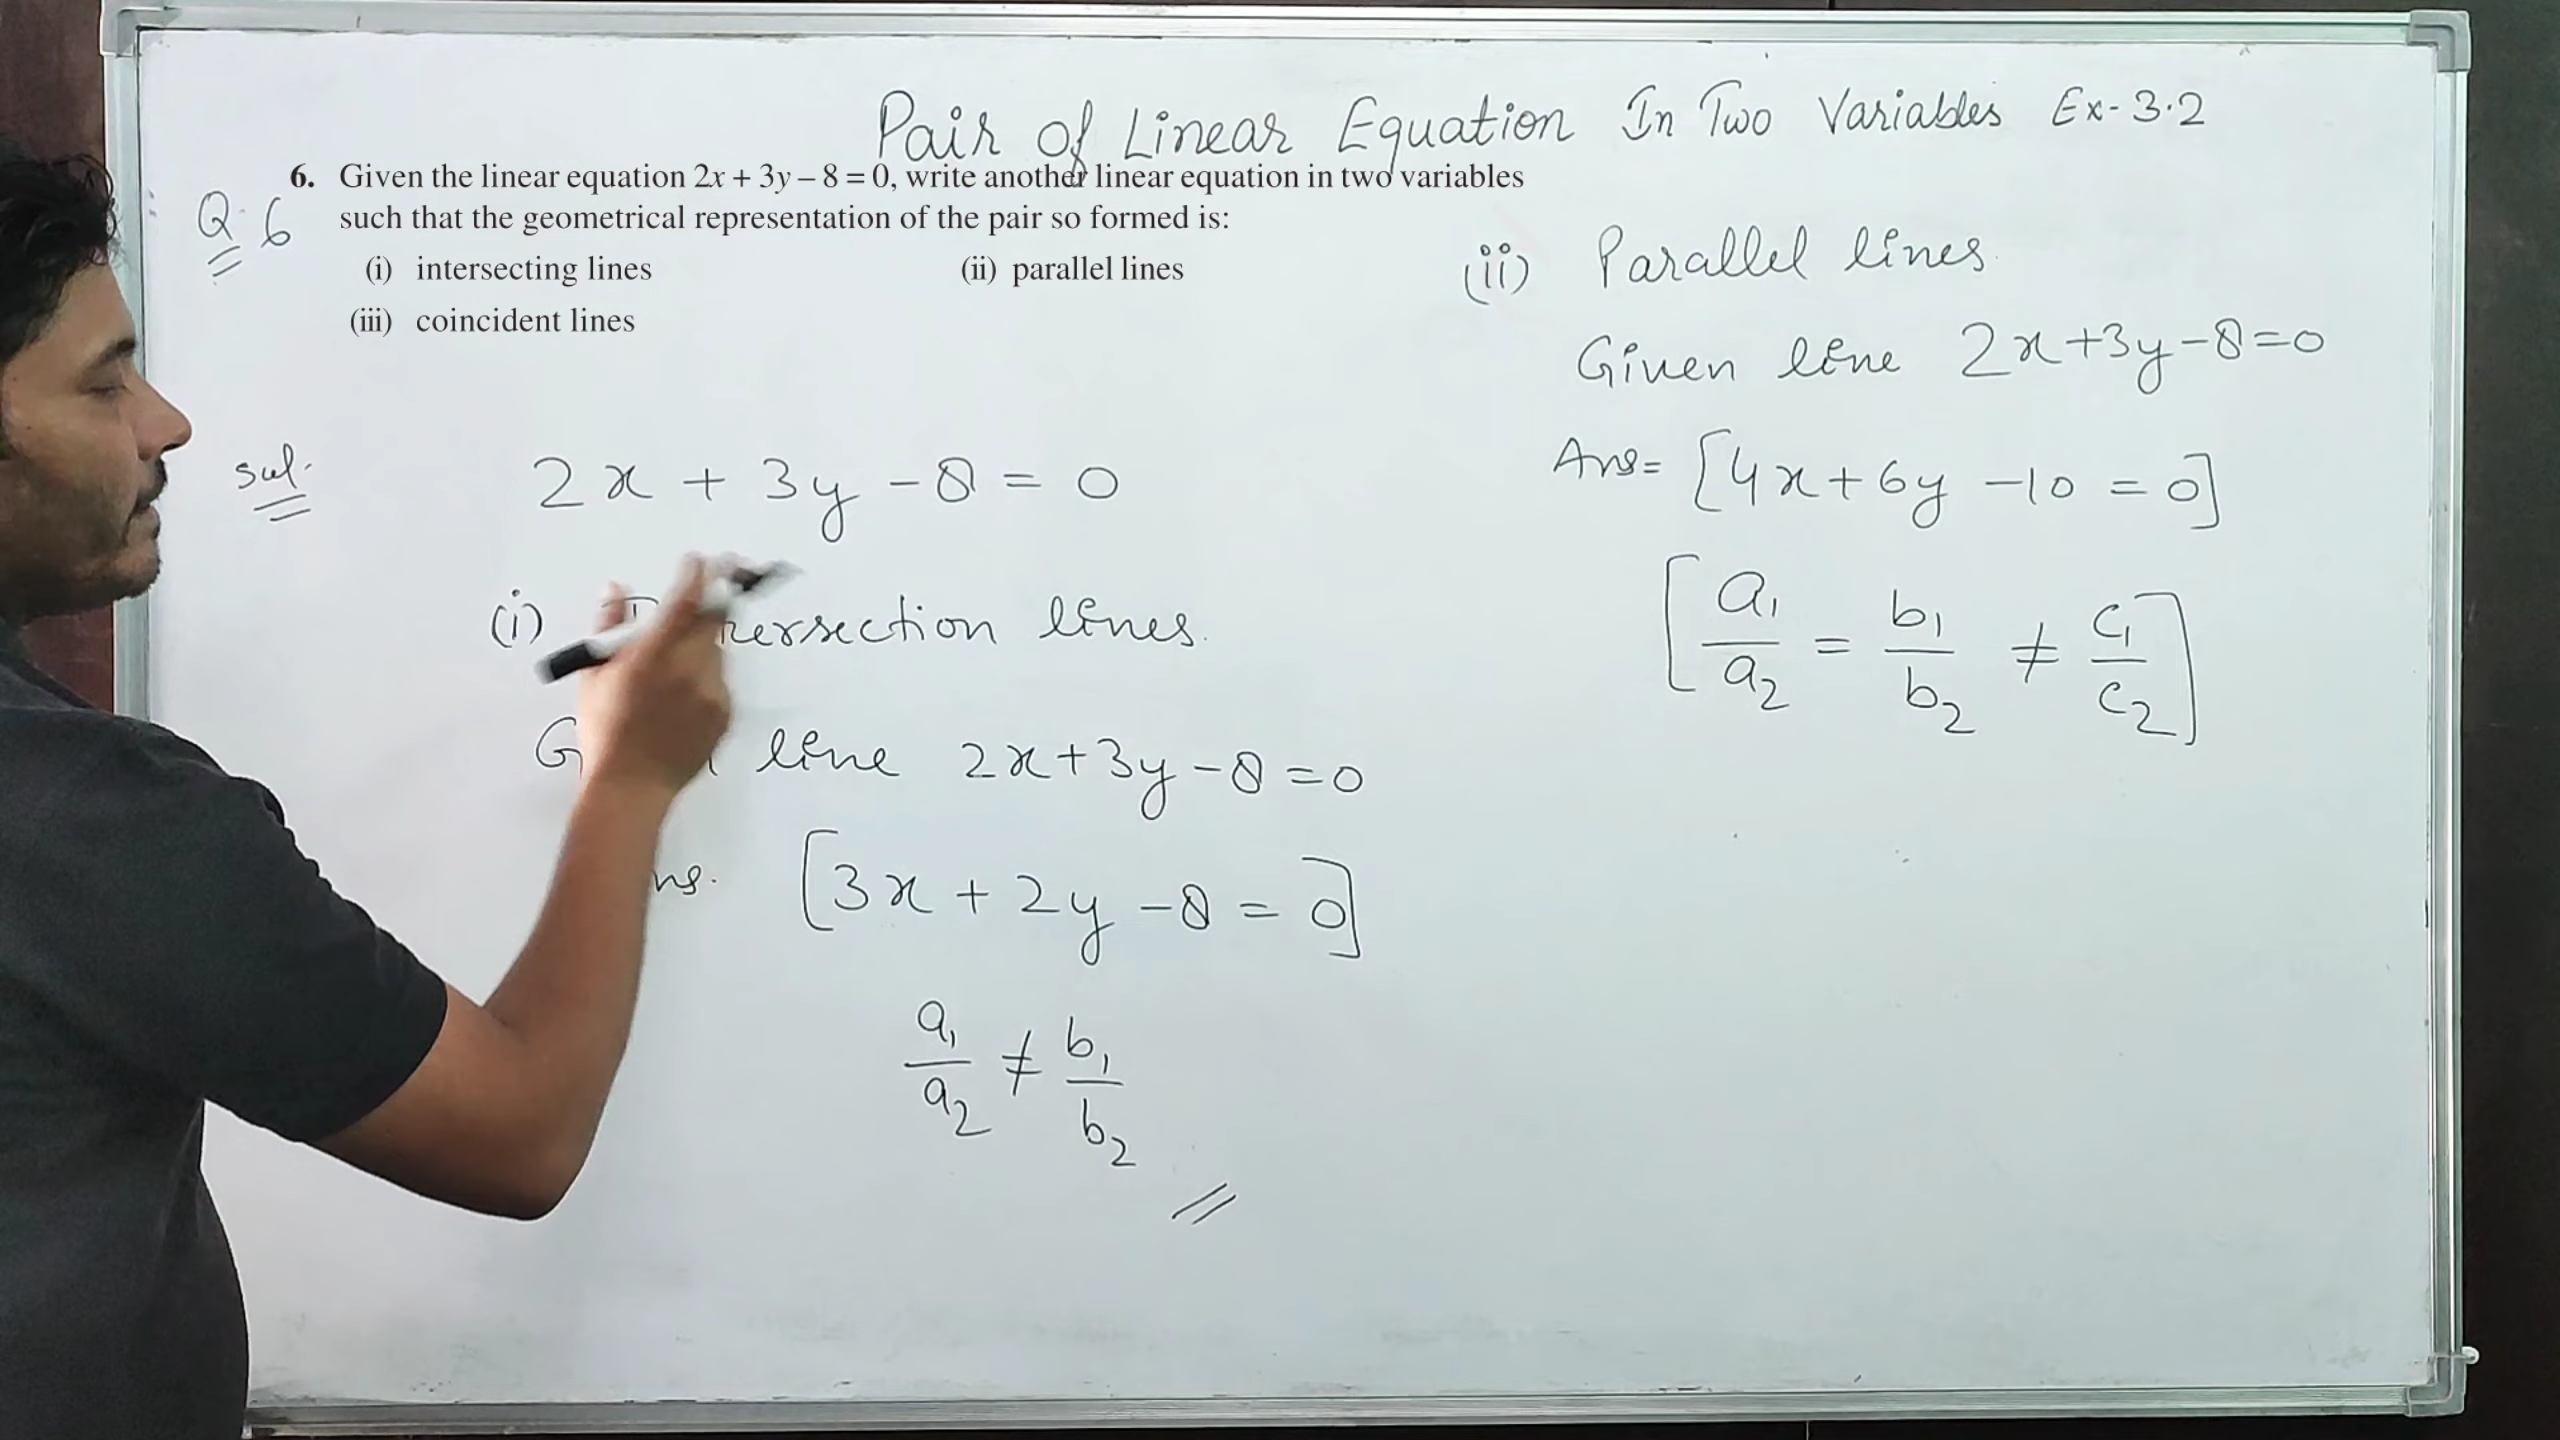 Pair of Linear Equation In Two Variables Ex-3.2
Q.6
6. Given the linear equation 2x + 3y – 8 = 0, write another linear equation in two variables
such that the geometrical representation of the pair so formed is:
(i) intersecting lines (ii) parallel lines
(iii) coincident lines
Sol.
2x + 3y - 8 = 0
(i) lines.
line 2x+3y-8=0
[3x + 2y - 8 = 0]
a₁/a₂ ≠ b₁/b₂
(ii) Parallel lines
Given line 2x+3y-8=0
Ans= [4x+6y-10=0]
[a₁/a₂ = b₁/b₂ ≠ c₁/c₂]